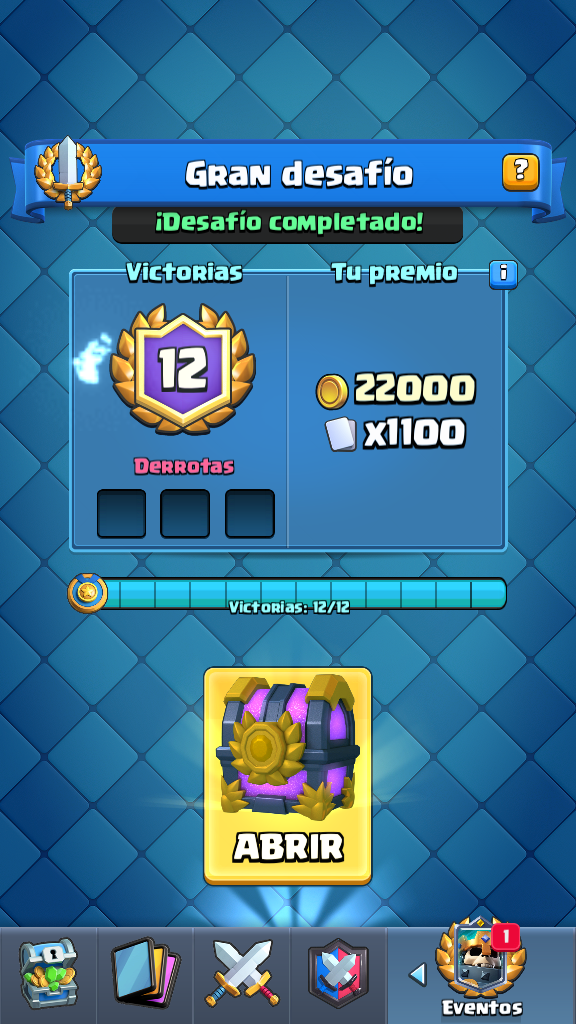 Gran desafío
?
¡Desafío completado!
Victorias
Tu premio
i
12
22000
x1100
Derrotas
Victorias: 12/12
ABRIR
1
Eventos